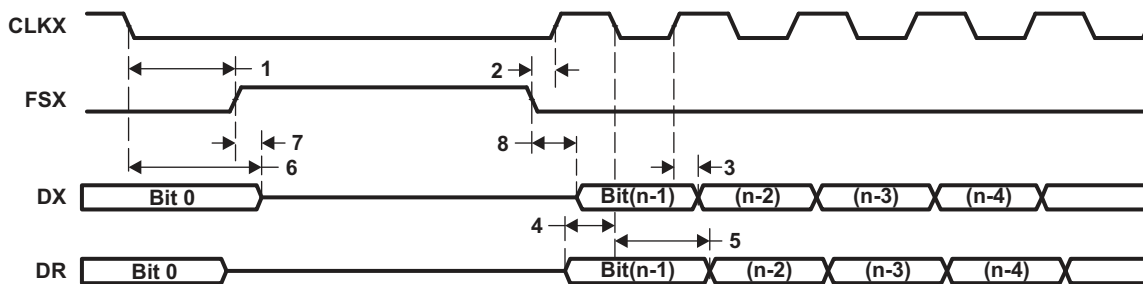 CLKX
1
2
FSX
7
8
6
3
DX
Bit 0
Bit(n-1)
(n-2)
(n-3)
(n-4)
4
5
DR
Bit 0
Bit(n-1)
(n-2)
(n-3)
(n-4)